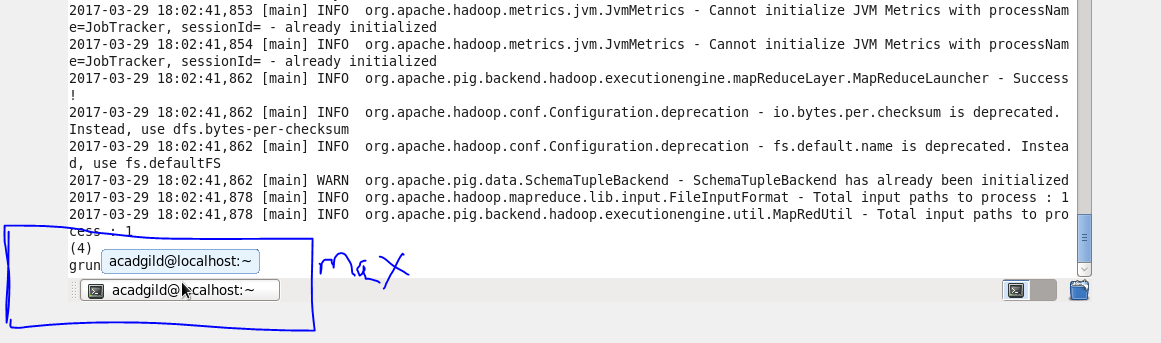 2017-03-29 18:02:41,853 [main] INFO  org.apache.hadoop.metrics.jvm.JvmMetrics - Cannot initialize JVM Metrics with processNam
e=JobTracker, sessionId= - already initialized
2017-03-29 18:02:41,854 [main] INFO  org.apache.hadoop.metrics.jvm.JvmMetrics - Cannot initialize JVM Metrics with processNam
e=JobTracker, sessionId= - already initialized
2017-03-29 18:02:41,862 [main] INFO  org.apache.pig.backend.hadoop.executionengine.mapReduceLayer.MapReduceLauncher - Success
!
2017-03-29 18:02:41,862 [main] INFO  org.apache.hadoop.conf.Configuration.deprecation - io.bytes.per.checksum is deprecated.
Instead, use dfs.bytes-per-checksum
2017-03-29 18:02:41,862 [main] INFO  org.apache.hadoop.conf.Configuration.deprecation - fs.default.name is deprecated. Instea
d, use fs.defaultFS
2017-03-29 18:02:41,862 [main] WARN  org.apache.pig.data.SchemaTupleBackend - SchemaTupleBackend has already been initialized
2017-03-29 18:02:41,878 [main] INFO  org.apache.hadoop.mapreduce.lib.input.FileInputFormat - Total input paths to process : 1
2017-03-29 18:02:41,878 [main] INFO  org.apache.pig.backend.hadoop.executionengine.util.MapRedUtil - Total input paths to pro
cess : 1
(4)
grun
acadgild@localhost:~
max
acadgild@localhost:~